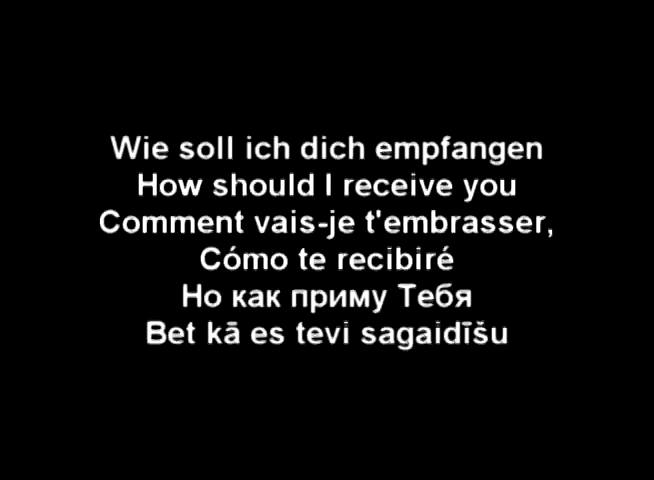 Wie soll ich dich empfangen
How should I receive you
Comment vais-je t'embrasser,
Cómo te recibiré
Но как приму Тебя
Bet kā es tevi sagaidīšu